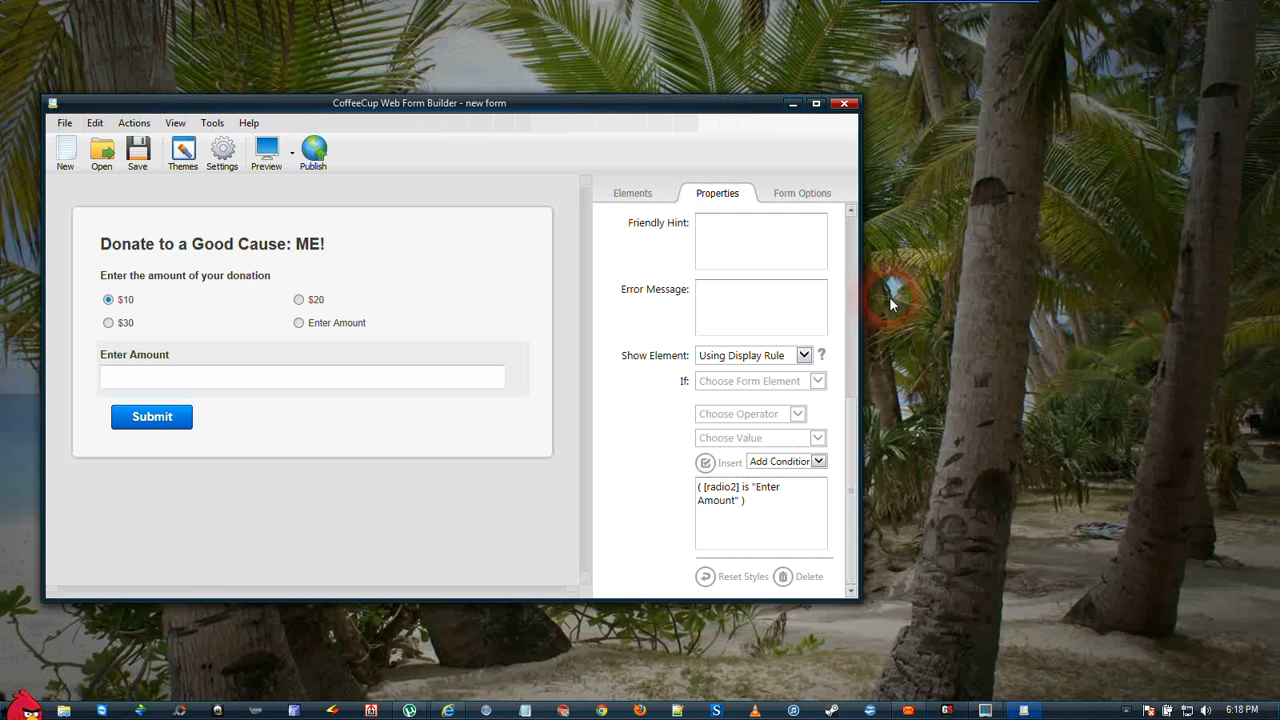 CoffeeCup Web Form Builder - new form
File Edit Actions View Tools Help
New Open Save Themes Settings Preview Publish
Elements Properties Form Options
Donate to a Good Cause: ME!
Enter the amount of your donation
$10 $20
$30 Enter Amount
Enter Amount
Submit
Friendly Hint:
Error Message:
Show Element: Using Display Rule ?
If: Choose Form Element
Choose Operator
Choose Value
Insert Add Condition
( [radio2] is "Enter
Amount" )
Reset Styles Delete
6:18 PM